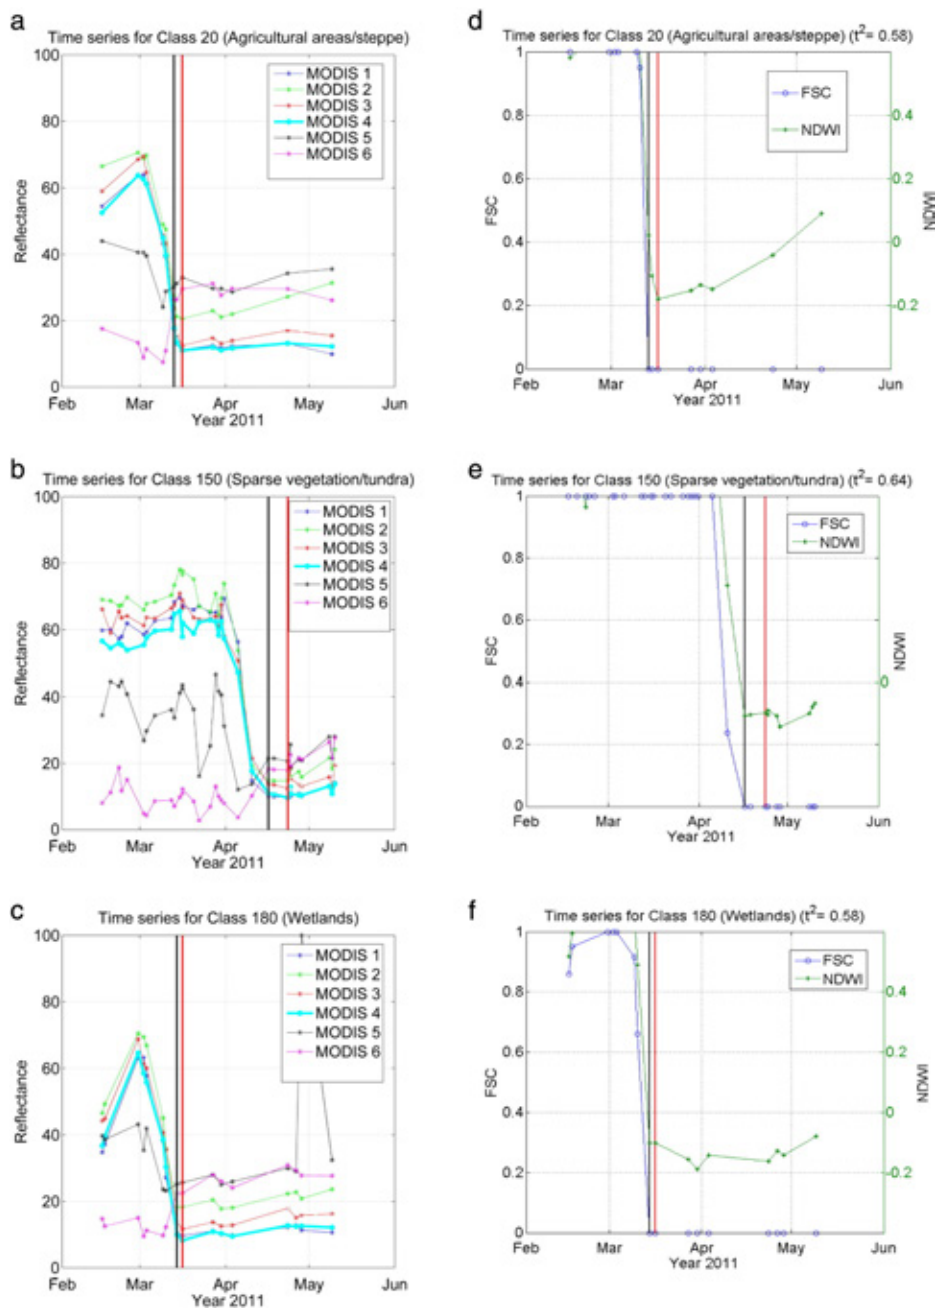 a
Time series for Class 20 (Agricultural areas/steppe)
100
80
60
40
20
0
Reflectance
MODIS 1
MODIS 2
MODIS 3
MODIS 4
MODIS 5
MODIS 6
Feb Mar Apr May Jun
Year 2011
d
Time series for Class 20 (Agricultural areas/steppe) (t²= 0.58)
1
0.8
0.6
0.4
0.2
0
FSC
FSC
NDWI
0.4
0.2
0
-0.2
NDWI
Feb Mar Apr May Jun
Year 2011
b
Time series for Class 150 (Sparse vegetation/tundra)
100
80
60
40
20
0
Reflectance
MODIS 1
MODIS 2
MODIS 3
MODIS 4
MODIS 5
MODIS 6
Feb Mar Apr May Jun
Year 2011
e
Time series for Class 150 (Sparse vegetation/tundra) (t²= 0.64)
1
0.8
0.6
0.4
0.2
0
FSC
FSC
NDWI
0
NDWI
Feb Mar Apr May Jun
Year 2011
c
Time series for Class 180 (Wetlands)
100
80
60
40
20
0
Reflectance
MODIS 1
MODIS 2
MODIS 3
MODIS 4
MODIS 5
MODIS 6
Feb Mar Apr May Jun
Year 2011
f
Time series for Class 180 (Wetlands) (t²= 0.58)
1
0.8
0.6
0.4
0.2
0
FSC
FSC
NDWI
0.4
0.2
0
-0.2
NDWI
Feb Mar Apr May Jun
Year 2011